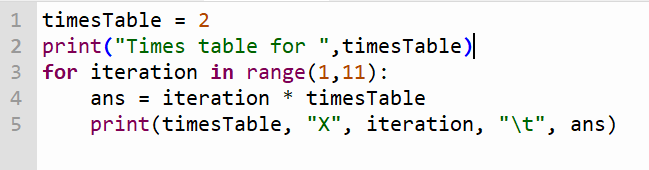 1 timesTable = 2
2 print("Times table for ",timesTable)
3 for iteration in range(1,11):
4     ans = iteration * timesTable
5     print(timesTable, "X", iteration, "\t", ans)